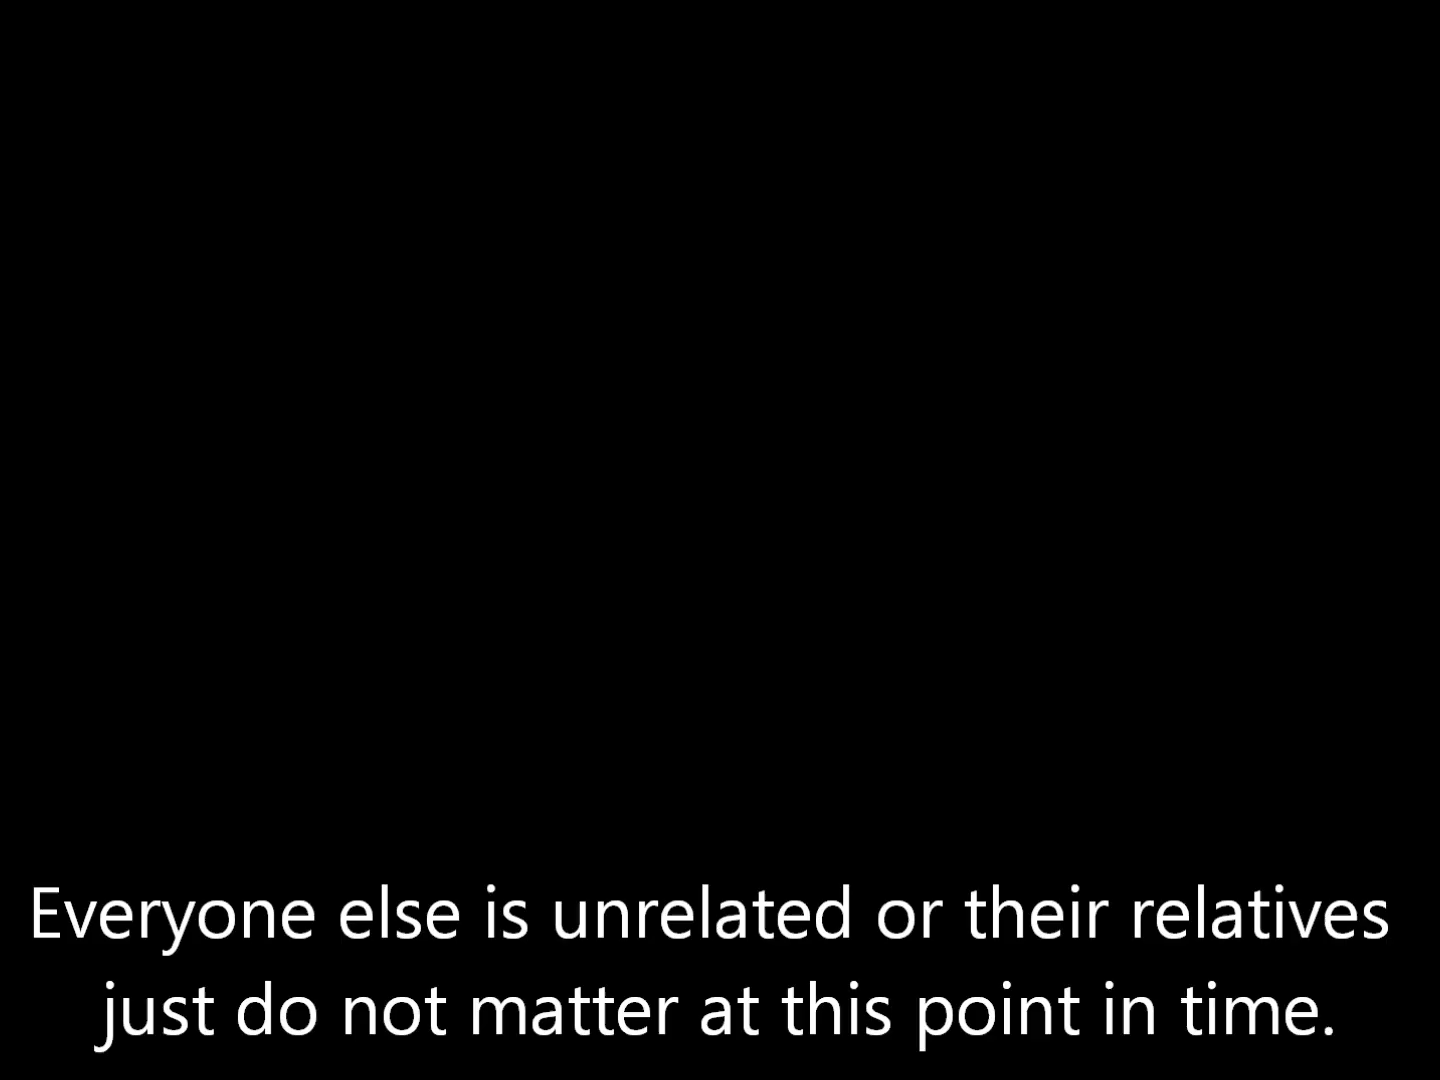 Everyone else is unrelated or their relatives
just do not matter at this point in time.